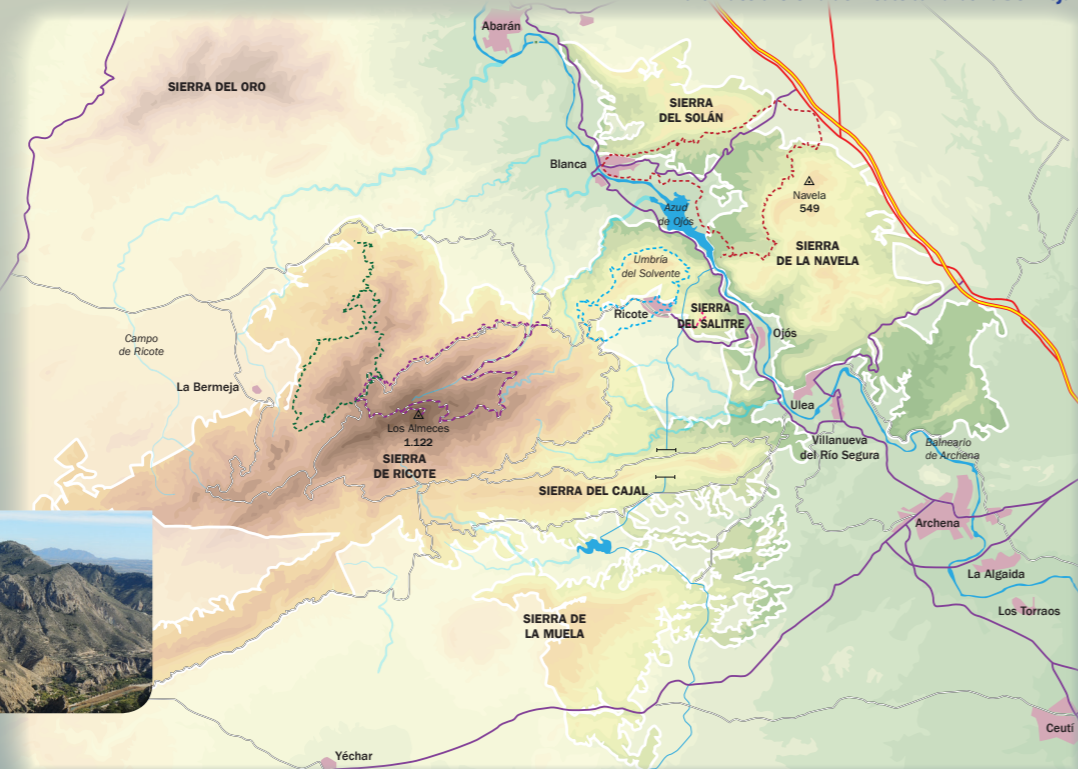 Abarán
SIERRA DEL ORO
SIERRA
DEL SOLÁN
Blanca
Navela
549
Azud
de Ojós
SIERRA
DE LA NAVELA
Umbría
del Solvente
Ricote
SIERRA
DEL SALITRE
Ojós
Campo
de Ricote
La Bermeja
Los Almeces
1.122
SIERRA
DE RICOTE
Ulea
Villanueva
del Río Segura
Balneario
de Archena
SIERRA DEL CAJAL
Archena
La Algaida
Los Torraos
SIERRA DE
LA MUELA
Ceutí
Yéchar